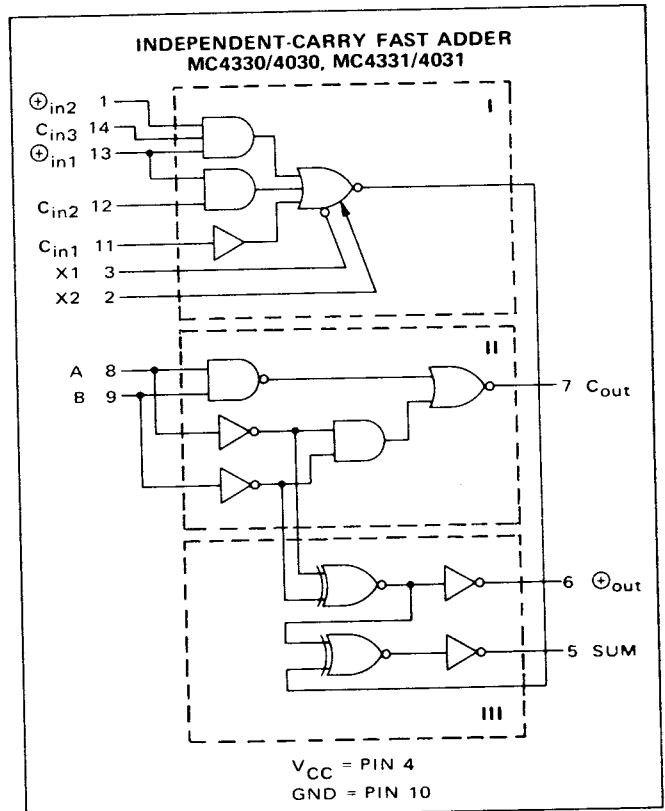 INDEPENDENT-CARRY FAST ADDER
MC4330/4030, MC4331/4031
I
⊕in2 1
Cin3 14
⊕in1 13
Cin2 12
Cin1 11
X1 3
X2 2
II
A 8
B 9
7 Cout
6 ⊕out
5 SUM
III
VCC = PIN 4
GND = PIN 10